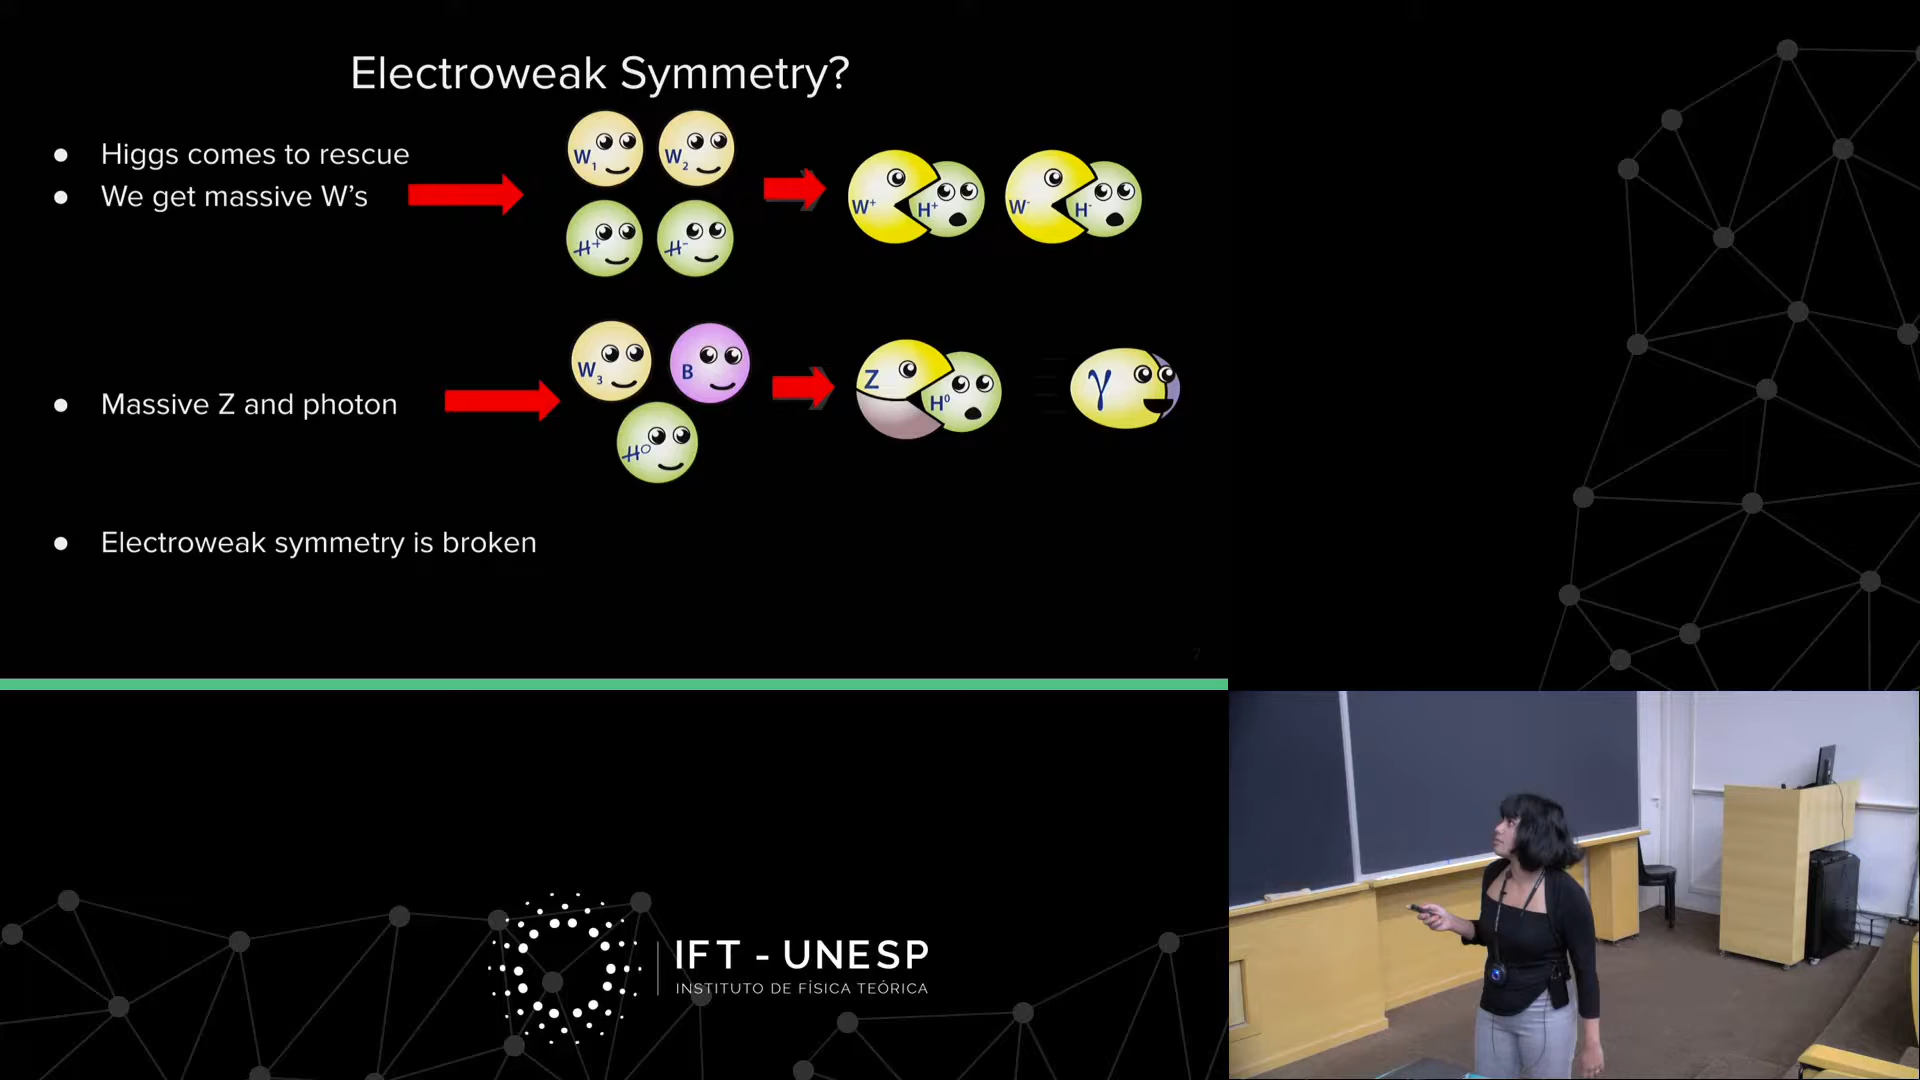 Electroweak Symmetry?
● Higgs comes to rescue
● We get massive W's
W1 W2
H+ H-
W+ H+ W- H-
● Massive Z and photon
W3 B
H0
Z H0 γ
● Electroweak symmetry is broken
7
IFT - UNESP
INSTITUTO DE FÍSICA TEÓRICA